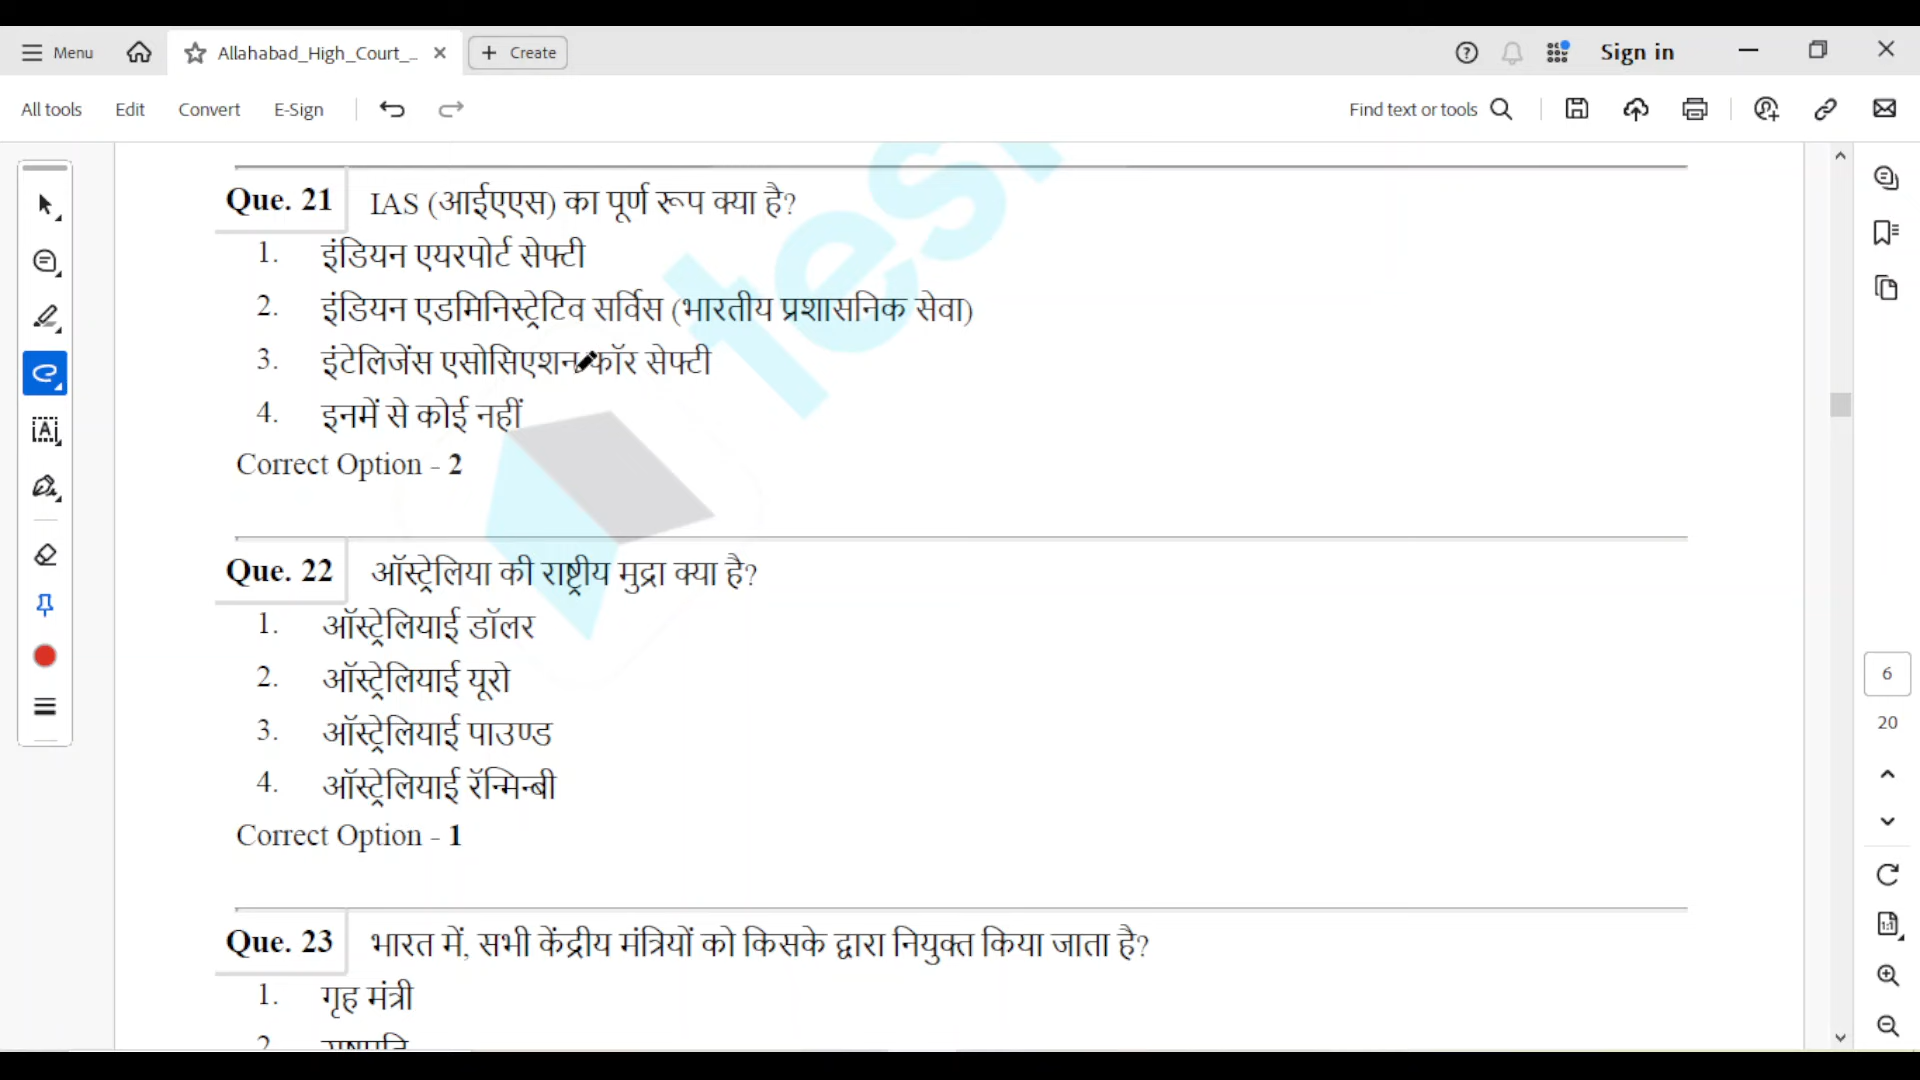 Menu
Allahabad_High_Court_...
Create
Sign in
All tools
Edit
Convert
E-Sign
Find text or tools
Que. 21 IAS (आईएएस) का पूर्ण रूप क्या है?
1. इंडियन एयरपोर्ट सेफ्टी
2. इंडियन एडमिनिस्ट्रेटिव सर्विस (भारतीय प्रशासनिक सेवा)
3. इंटेलिजेंस एसोसिएशन फॉर सेफ्टी
4. इनमें से कोई नहीं
Correct Option - 2
Que. 22 ऑस्ट्रेलिया की राष्ट्रीय मुद्रा क्या है?
1. ऑस्ट्रेलियाई डॉलर
2. ऑस्ट्रेलियाई यूरो
3. ऑस्ट्रेलियाई पाउण्ड
4. ऑस्ट्रेलियाई रॅन्मिन्बी
Correct Option - 1
Que. 23 भारत में, सभी केंद्रीय मंत्रियों को किसके द्वारा नियुक्त किया जाता है?
1. गृह मंत्री
2.
6
20